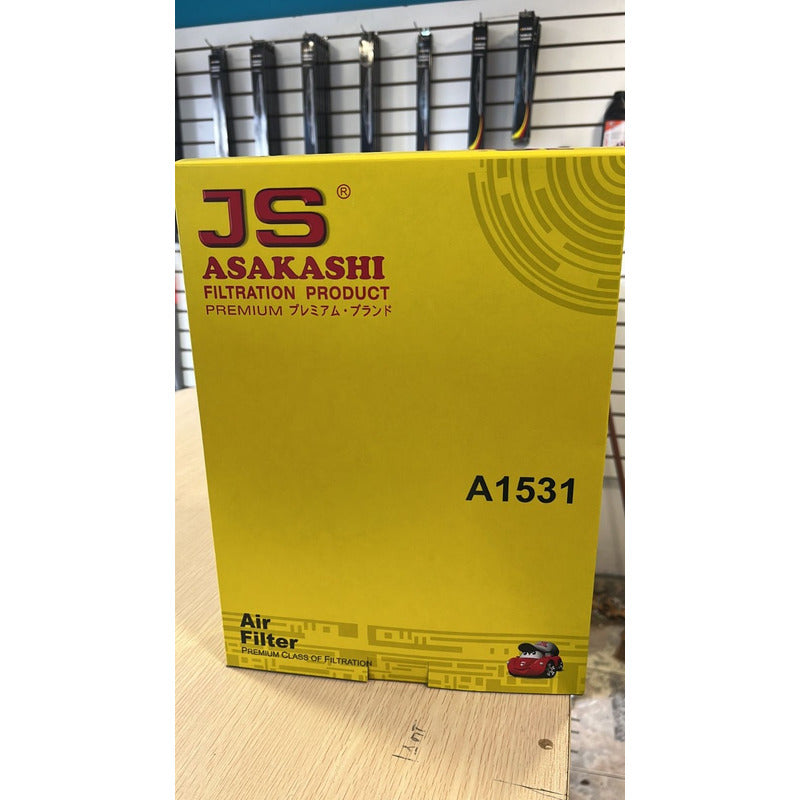 JS®
ASAKASHI
FILTRATION PRODUCT
PREMIUM プレミアム・ブランド
A1531
Air
Filter
PREMIUM CLASS OF FILTRATION